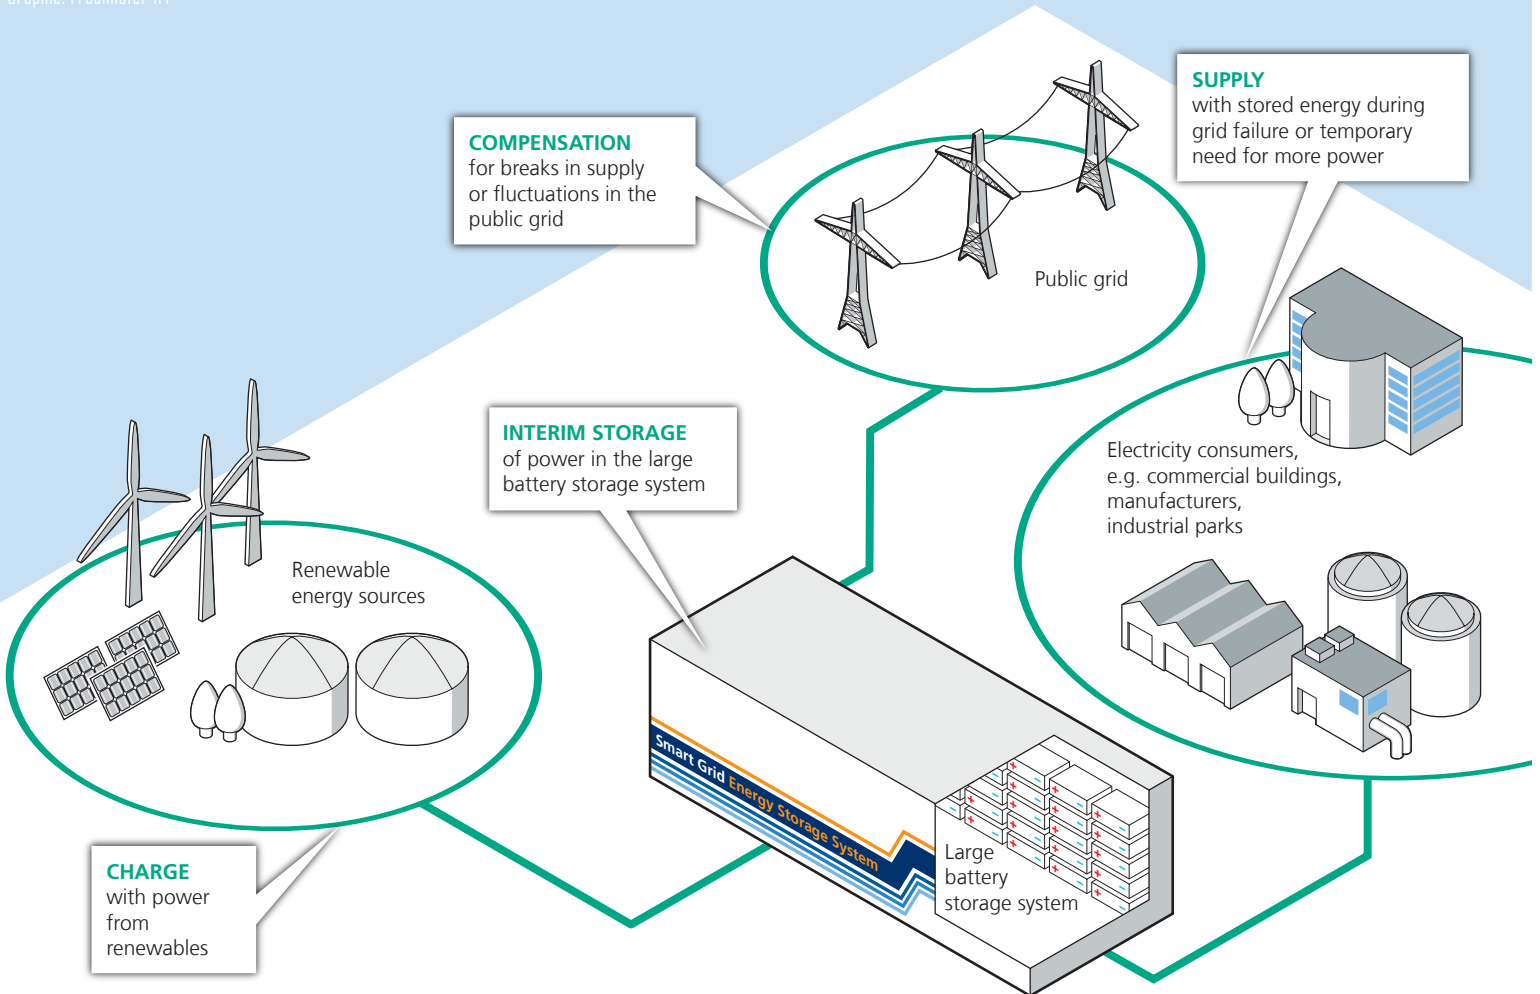 COMPENSATION
for breaks in supply
or fluctuations in the
public grid
SUPPLY
with stored energy during
grid failure or temporary
need for more power
Public grid
INTERIM STORAGE
of power in the large
battery storage system
Electricity consumers,
e.g. commercial buildings,
manufacturers,
industrial parks
Renewable
energy sources
Smart Grid Energy Storage System
Large
battery
storage system
CHARGE
with power
from
renewables